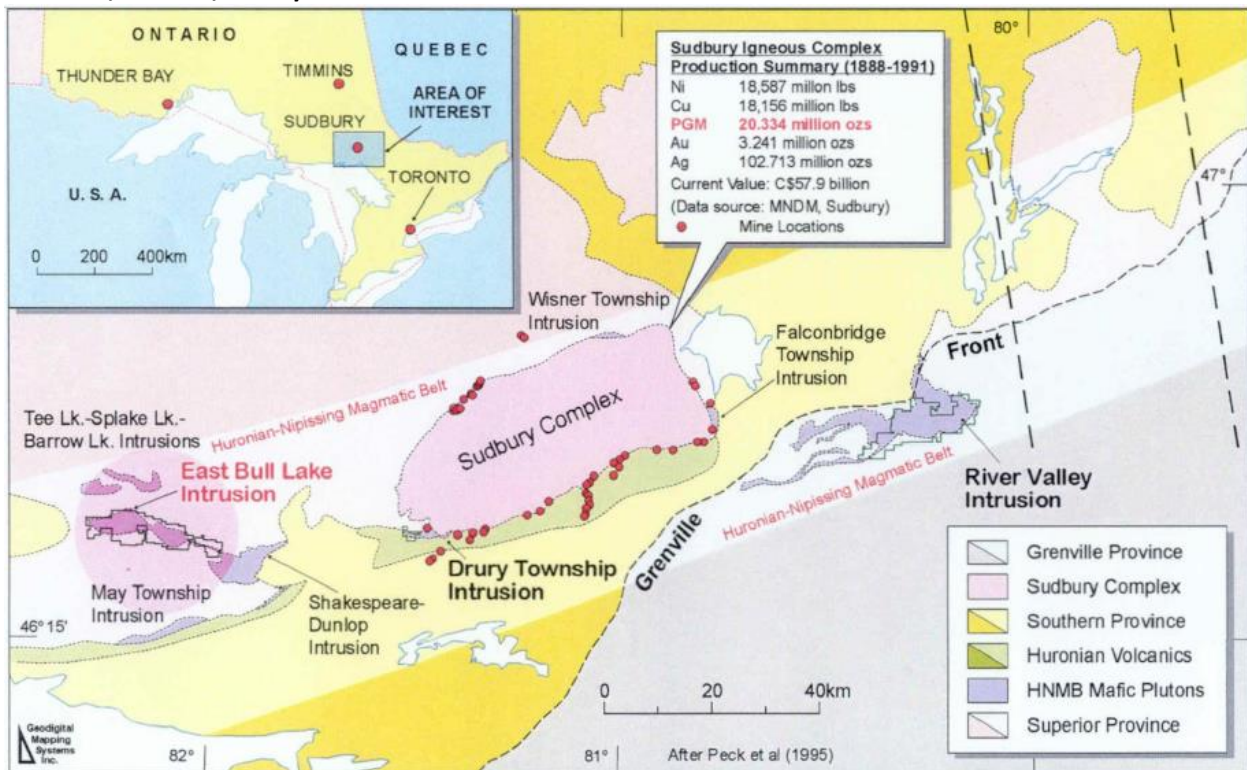 ONTARIO
QUEBEC
THUNDER BAY
TIMMINS
AREA OF
INTEREST
SUDBURY
U. S. A.
TORONTO
0 200 400km
Sudbury Igneous Complex
Production Summary (1888-1991)
Ni 18,587 millon lbs
Cu 18,156 million lbs
PGM 20.334 million ozs
Au 3.241 million ozs
Ag 102.713 million ozs
Current Value: C$57.9 billion
(Data source: MNDM, Sudbury)
Mine Locations
80°
47°
Wisner Township
Intrusion
Falconbridge
Township
Intrusion
Front
Huronian-Nipissing Magmatic Belt
Tee Lk.-Splake Lk.-
Barrow Lk. Intrusions
East Bull Lake
Intrusion
Sudbury Complex
River Valley
Intrusion
Huronian-Nipissing Magmatic Belt
Grenville
Drury Township
Intrusion
May Township
Intrusion
Shakespeare-
Dunlop
Intrusion
46° 15'
Grenville Province
Sudbury Complex
Southern Province
Huronian Volcanics
HNMB Mafic Plutons
Superior Province
0 20 40km
Geodigital
Mapping
Systems
Inc.
82°
81°
After Peck et al (1995)